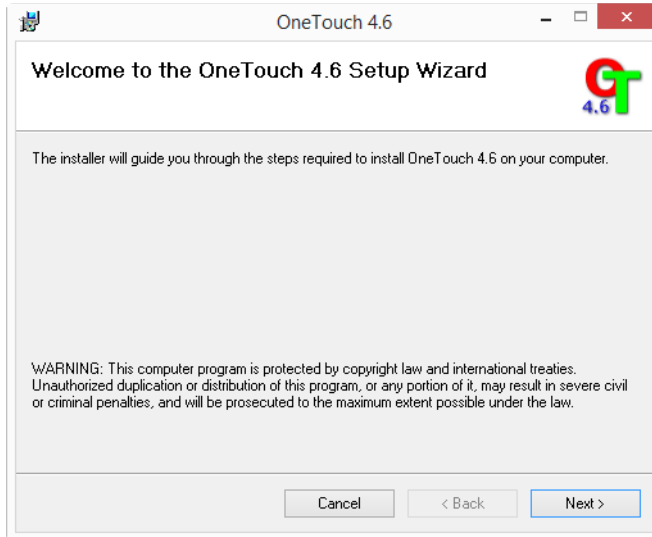 OneTouch 4.6
Welcome to the OneTouch 4.6 Setup Wizard
OT
4.6
The installer will guide you through the steps required to install OneTouch 4.6 on your computer.
WARNING: This computer program is protected by copyright law and international treaties.
Unauthorized duplication or distribution of this program, or any portion of it, may result in severe civil
or criminal penalties, and will be prosecuted to the maximum extent possible under the law.
Cancel
< Back
Next >